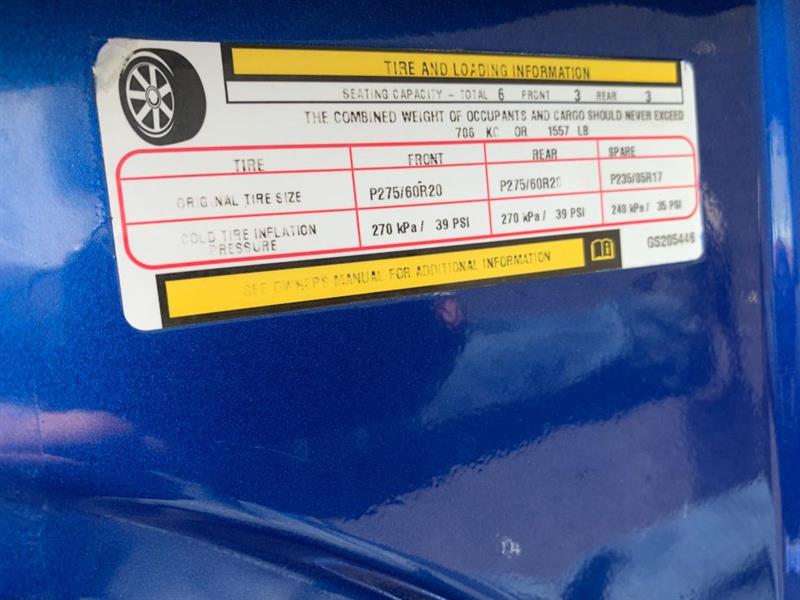 TIRE AND LOADING INFORMATION
SEATING CAPACITY - TOTAL 6 FRONT 3 REAR 3
THE COMBINED WEIGHT OF OCCUPANTS AND CARGO SHOULD NEVER EXCEED
706 KG OR 1557 LB
TIRE FRONT REAR SPARE
ORIGINAL TIRE SIZE P275/60R20 P275/60R20 P235/85R17
COLD TIRE INFLATION PRESSURE 270 kPa / 39 PSI 270 kPa / 39 PSI 240 kPa / 35 PSI
SEE OWNERS MANUAL FOR ADDITIONAL INFORMATION
GS205446